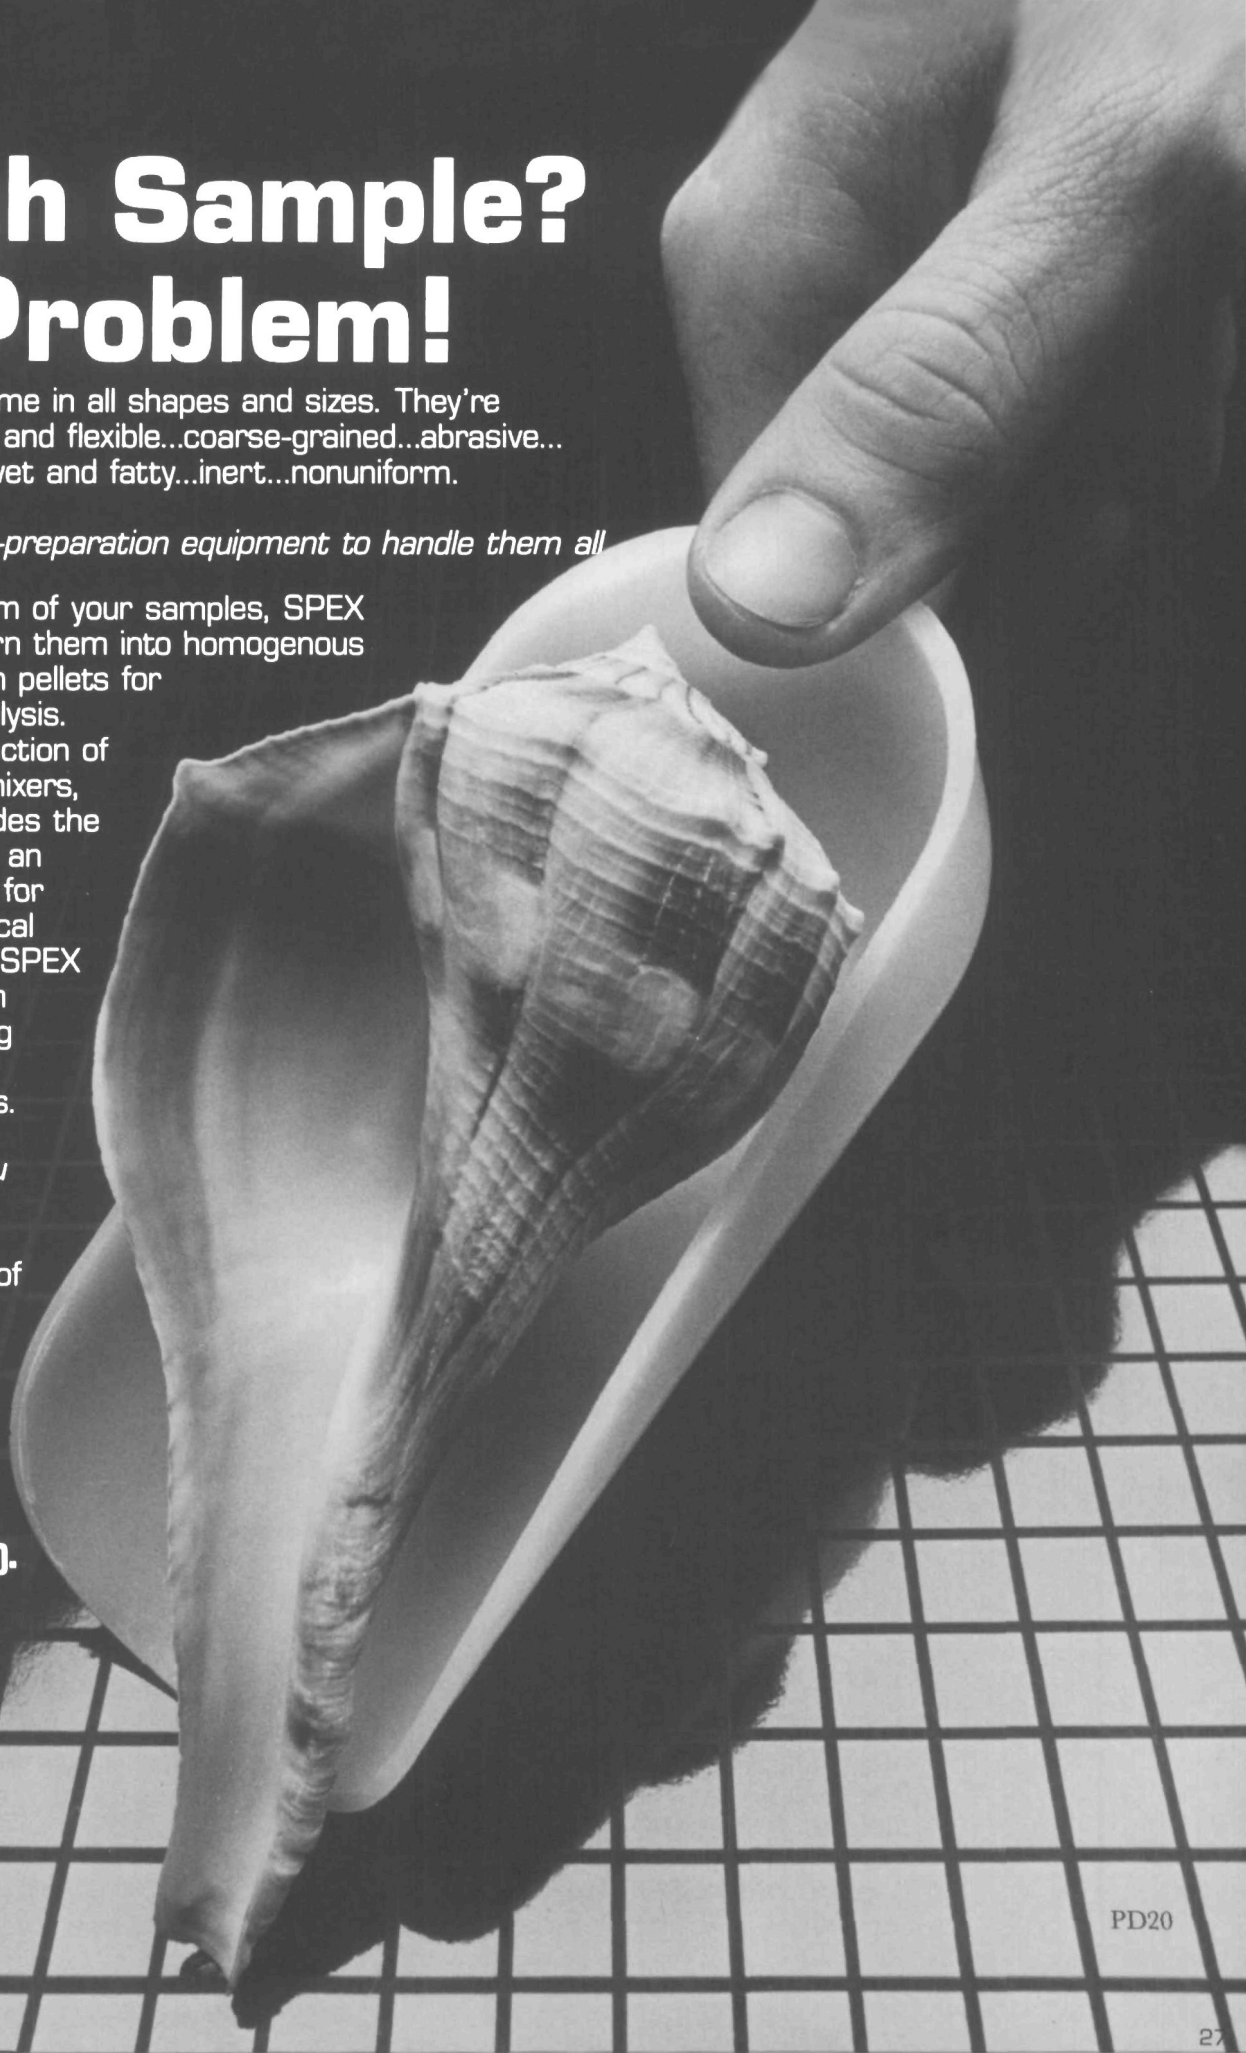 h Sample?
Problem!
me in all shapes and sizes. They're
and flexible...coarse-grained...abrasive...
wet and fatty...inert...nonuniform.
-preparation equipment to handle them all
m of your samples, SPEX
rn them into homogenous
n pellets for
lysis.
ction of
nixers,
des the
an
for
cal
SPEX
n
g
s.
of
).
PD20
27